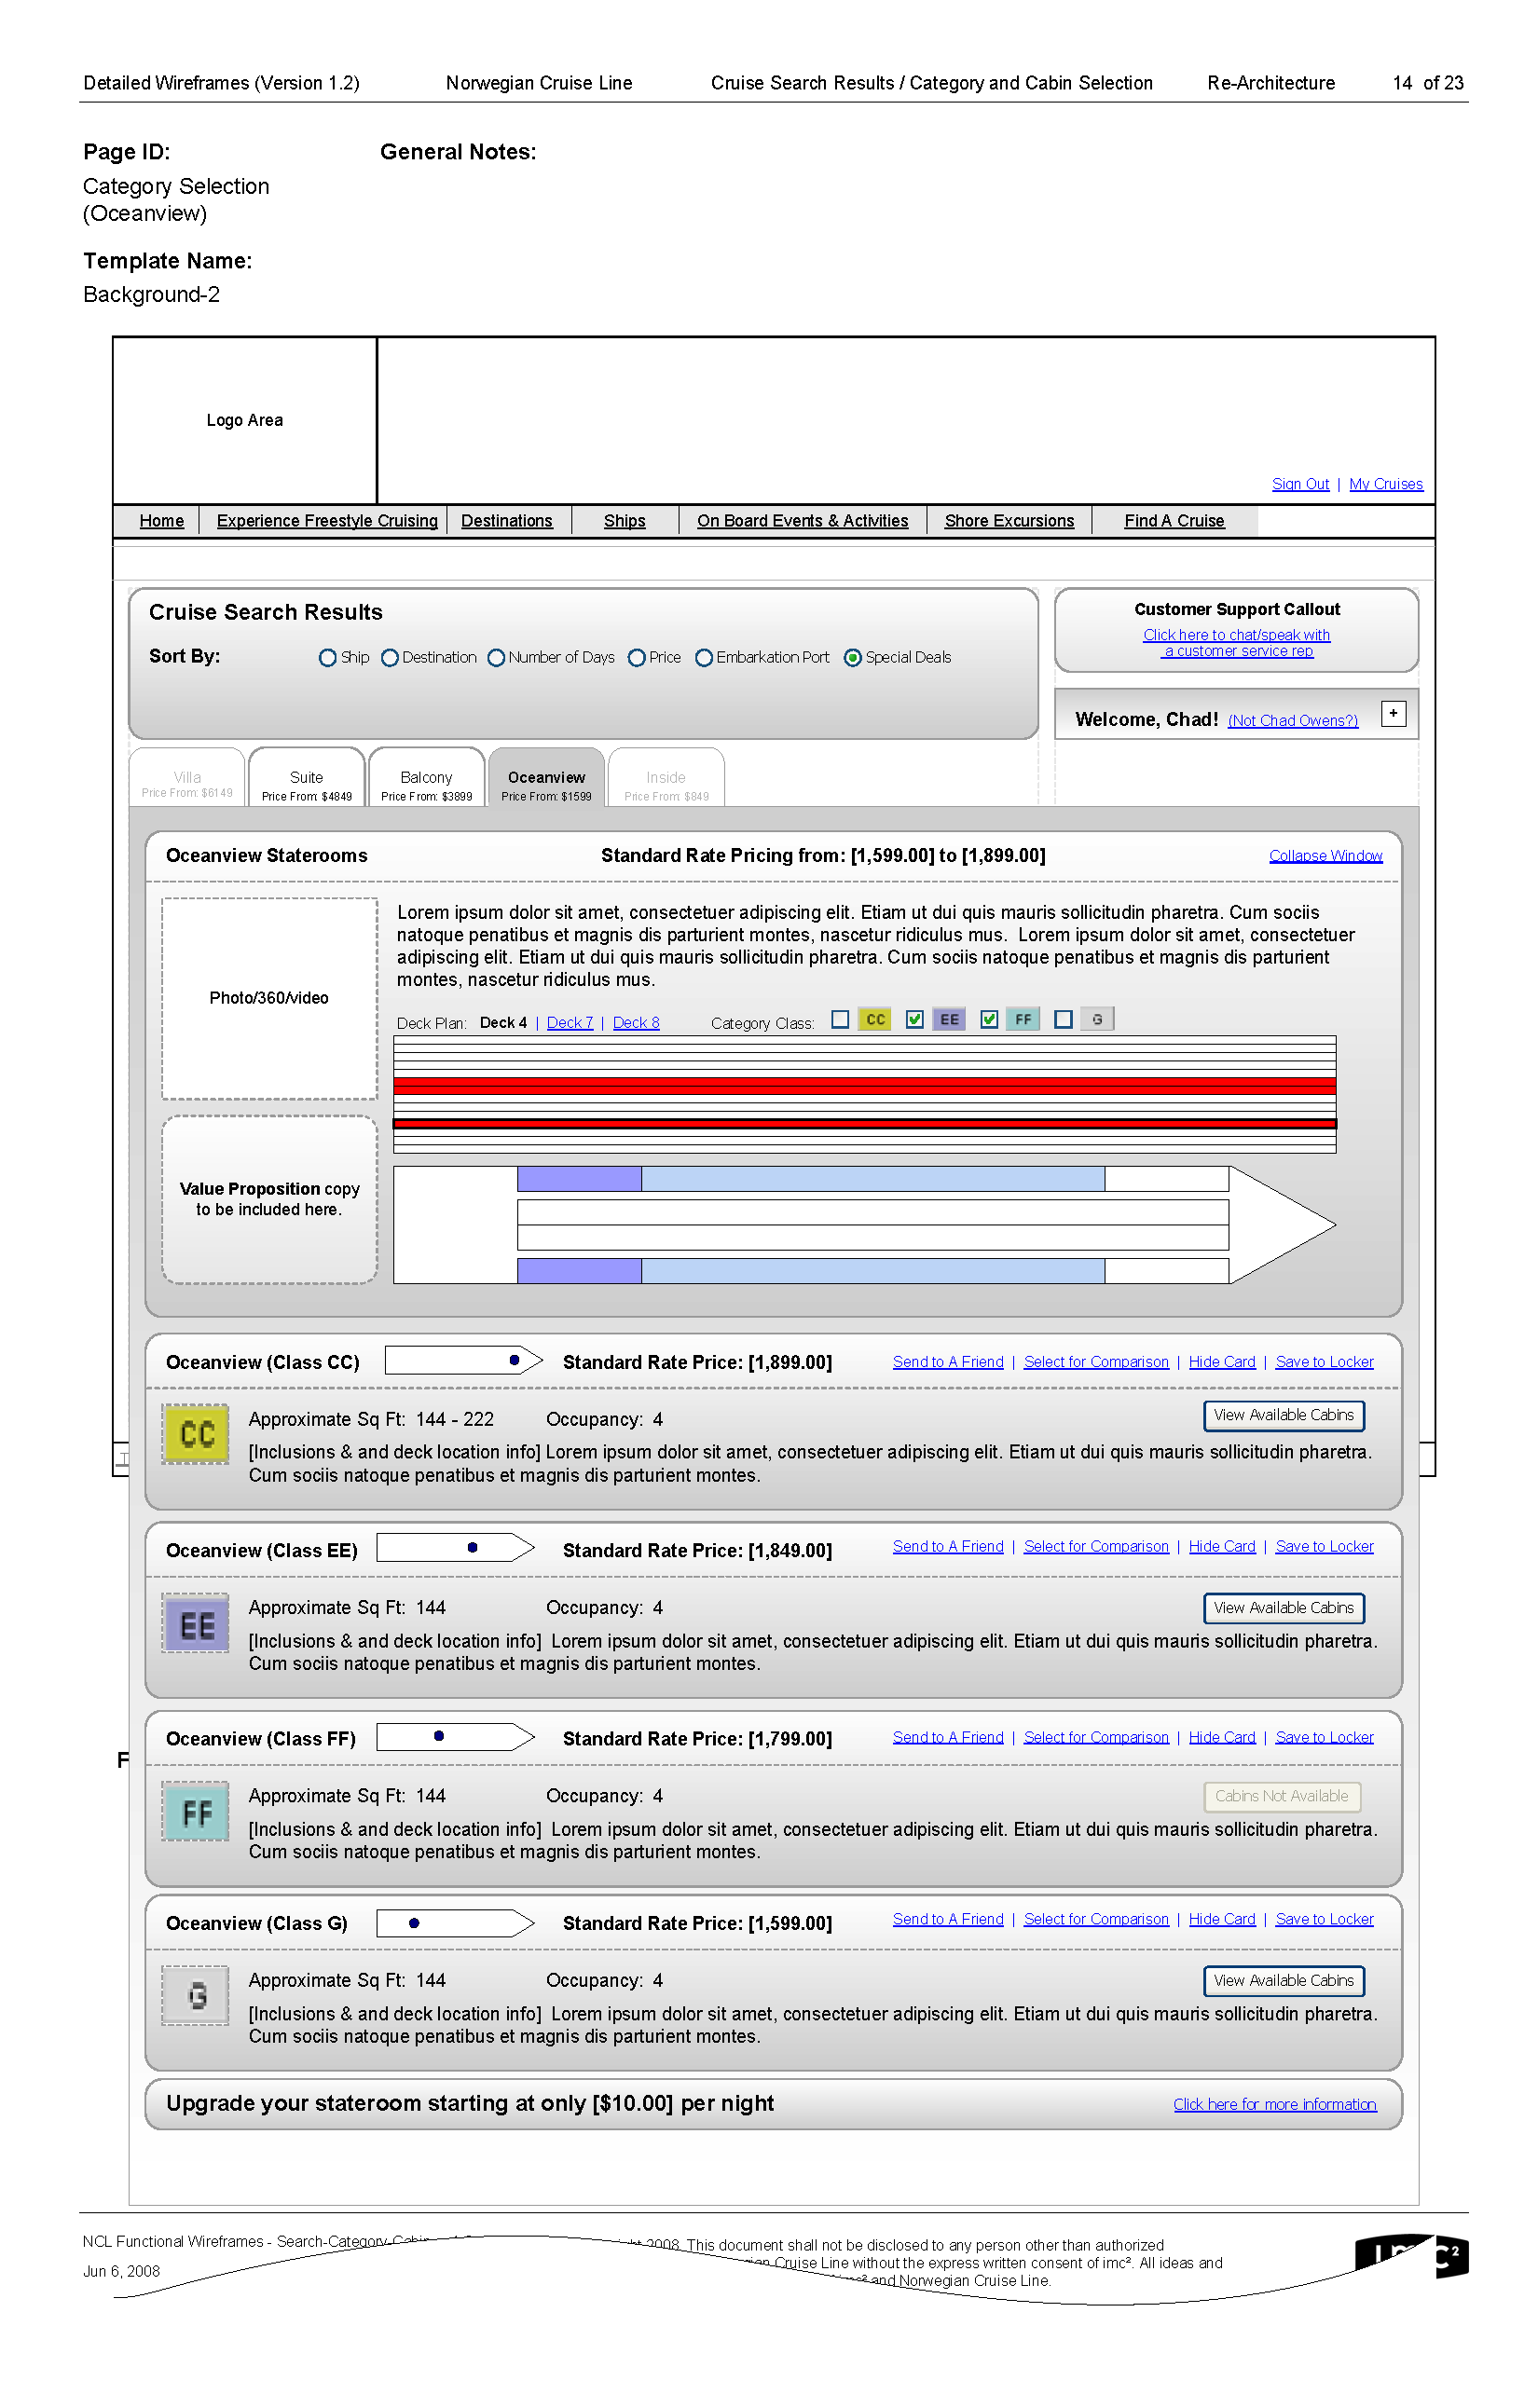 Detailed Wireframes (Version 1.2) Norwegian Cruise Line Cruise Search Results / Category and Cabin Selection Re-Architecture 14 of 23
Page ID: General Notes:
Category Selection
(Oceanview)
Template Name:
Background-2
Logo Area
Sign Out | My Cruises
Home Experience Freestyle Cruising Destinations Ships On Board Events & Activities Shore Excursions Find A Cruise
Cruise Search Results
Sort By: Ship Destination Number of Days Price Embarkation Port Special Deals
Customer Support Callout
Click here to chat/speak with
a customer service rep
Welcome, Chad! (Not Chad Owens?) +
Villa
Price From: $6149
Suite
Price From: $4849
Balcony
Price From: $3899
Oceanview
Price From: $1599
Inside
Price From: $849
Oceanview Staterooms Standard Rate Pricing from: [1,599.00] to [1,899.00] Collapse Window
Photo/360/video
Lorem ipsum dolor sit amet, consectetuer adipiscing elit. Etiam ut dui quis mauris sollicitudin pharetra. Cum sociis
natoque penatibus et magnis dis parturient montes, nascetur ridiculus mus. Lorem ipsum dolor sit amet, consectetuer
adipiscing elit. Etiam ut dui quis mauris sollicitudin pharetra. Cum sociis natoque penatibus et magnis dis parturient
montes, nascetur ridiculus mus.
Deck Plan: Deck 4 | Deck 7 | Deck 8 Category Class: CC EE FF G
Value Proposition copy
to be included here.
Oceanview (Class CC) Standard Rate Price: [1,899.00] Send to A Friend | Select for Comparison | Hide Card | Save to Locker
CC
Approximate Sq Ft: 144 - 222 Occupancy: 4 View Available Cabins
[Inclusions & and deck location info] Lorem ipsum dolor sit amet, consectetuer adipiscing elit. Etiam ut dui quis mauris sollicitudin pharetra.
Cum sociis natoque penatibus et magnis dis parturient montes.
Oceanview (Class EE) Standard Rate Price: [1,849.00] Send to A Friend | Select for Comparison | Hide Card | Save to Locker
EE
Approximate Sq Ft: 144 Occupancy: 4 View Available Cabins
[Inclusions & and deck location info] Lorem ipsum dolor sit amet, consectetuer adipiscing elit. Etiam ut dui quis mauris sollicitudin pharetra.
Cum sociis natoque penatibus et magnis dis parturient montes.
Oceanview (Class FF) Standard Rate Price: [1,799.00] Send to A Friend | Select for Comparison | Hide Card | Save to Locker
F
FF
Approximate Sq Ft: 144 Occupancy: 4 Cabins Not Available
[Inclusions & and deck location info] Lorem ipsum dolor sit amet, consectetuer adipiscing elit. Etiam ut dui quis mauris sollicitudin pharetra.
Cum sociis natoque penatibus et magnis dis parturient montes.
Oceanview (Class G) Standard Rate Price: [1,599.00] Send to A Friend | Select for Comparison | Hide Card | Save to Locker
G
Approximate Sq Ft: 144 Occupancy: 4 View Available Cabins
[Inclusions & and deck location info] Lorem ipsum dolor sit amet, consectetuer adipiscing elit. Etiam ut dui quis mauris sollicitudin pharetra.
Cum sociis natoque penatibus et magnis dis parturient montes.
Upgrade your stateroom starting at only [$10.00] per night Click here for more information
NCL Functional Wireframes - Search-Category-
Jun 6, 2008
2008. This document shall not be disclosed to any person other than authorized
Cruise Line without the express written consent of imc². All ideas and
and Norwegian Cruise Line.